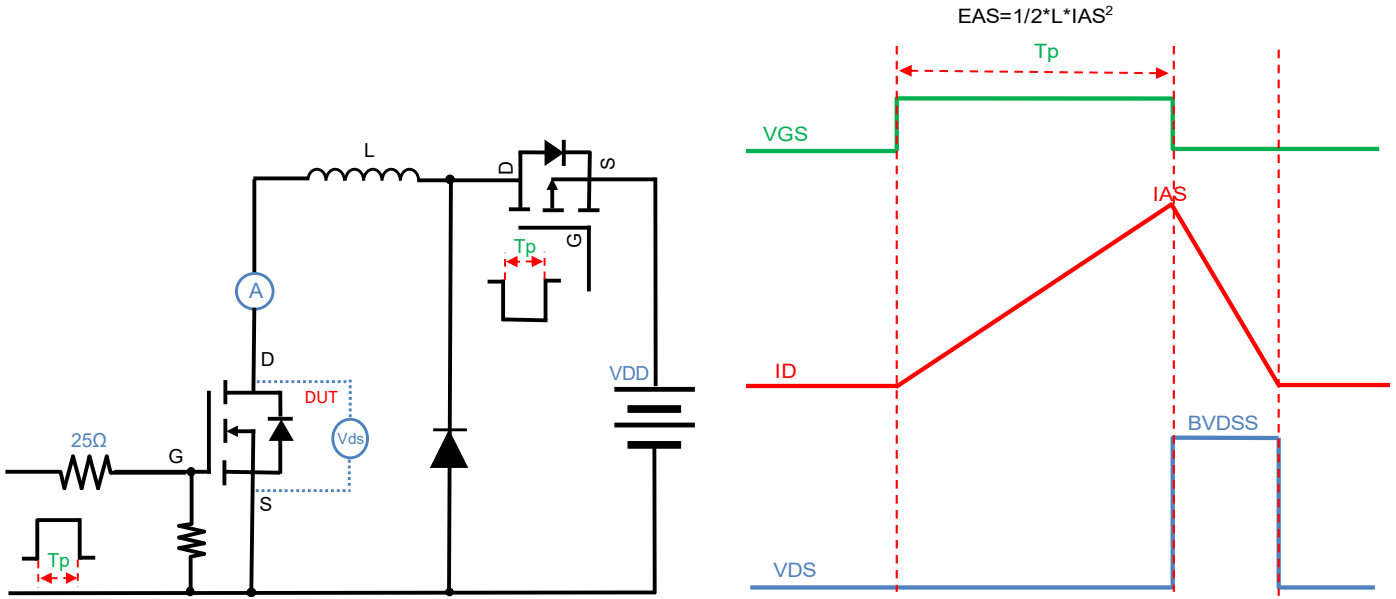 EAS=1/2*L*IAS²
Tp
VGS
L
D
S
G
Tp
IAS
A
D
DUT
VDD
ID
25Ω
G
Vds
S
BVDSS
Tp
VDS